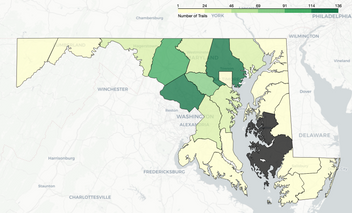 1 24 46 69 91 114 136
Number of Trails
YORK
PHILADELPHIA
Chambersburg
WILMINGTON
WINCHESTER
WASHINGTON
ALEXANDRIA
DELAWARE
Harrisonburg
FREDERICKSBURG
Staunton
CHARLOTTESVILLE